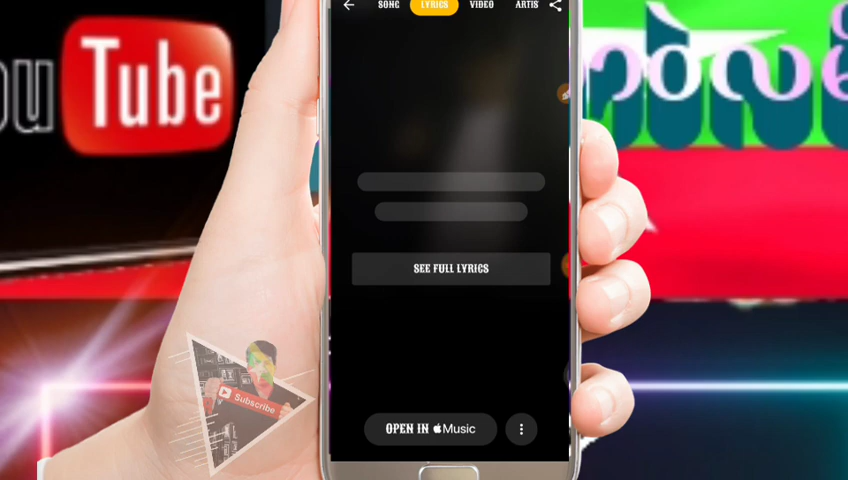 SONG LYRICS VIDEO ARTIS
Tube
SEE FULL LYRICS
Subscribe
OPEN IN Music